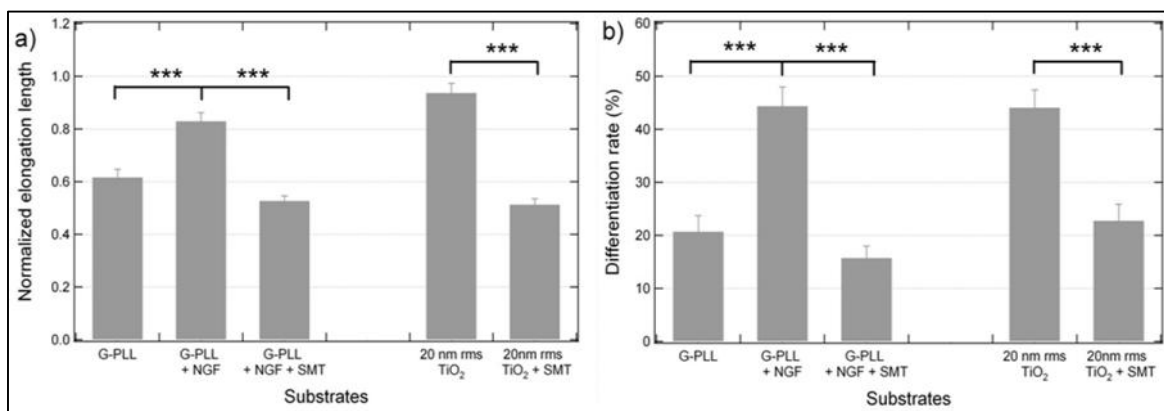 a)
Normalized elongation length
1.2
1.0
0.8
0.6
0.4
0.2
0.0
***
***
***
G-PLL
G-PLL
+ NGF
G-PLL
+ NGF + SMT
20 nm rms
TiO₂
20nm rms
TiO₂ + SMT
Substrates
b)
Differentiation rate (%)
60
50
40
30
20
10
0
***
***
***
G-PLL
G-PLL
+ NGF
G-PLL
+ NGF + SMT
20 nm rms
TiO₂
20nm rms
TiO₂ + SMT
Substrates